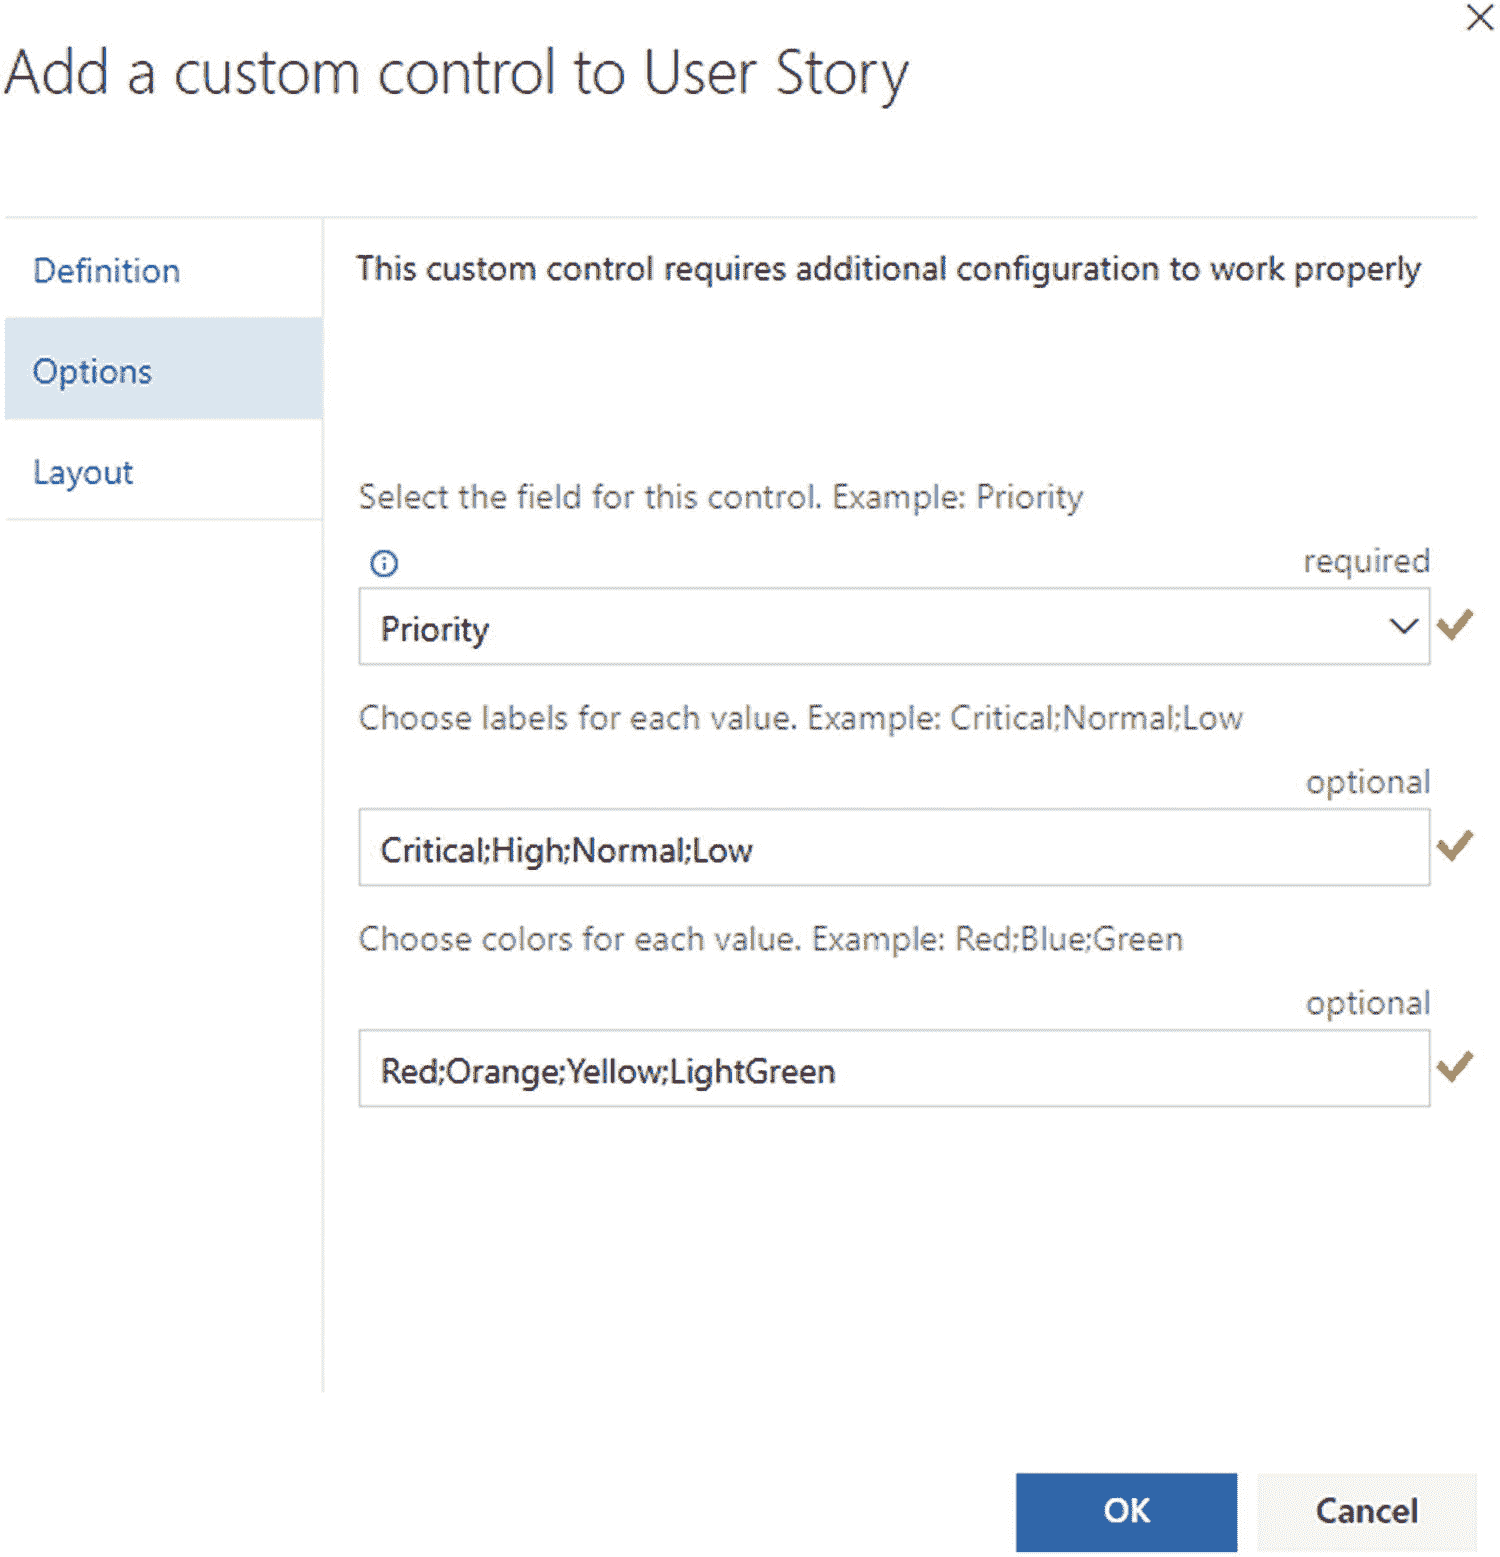 Add a custom control to User Story
Definition
Options
Layout
This custom control requires additional configuration to work properly
Select the field for this control. Example: Priority
required
Priority
Choose labels for each value. Example: Critical;Normal;Low
optional
Critical;High;Normal;Low
Choose colors for each value. Example: Red;Blue;Green
optional
Red;Orange;Yellow;LightGreen
OK
Cancel